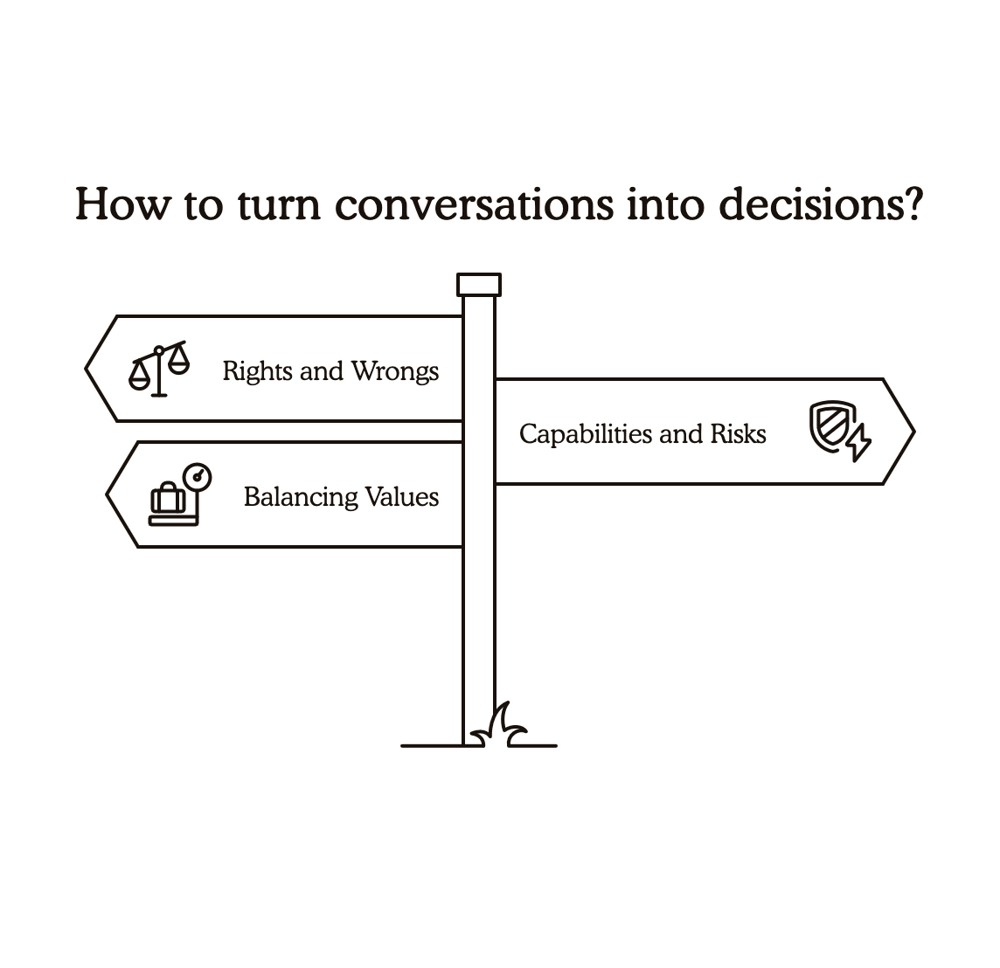 How to turn conversations into decisions?
Rights and Wrongs
Capabilities and Risks
Balancing Values